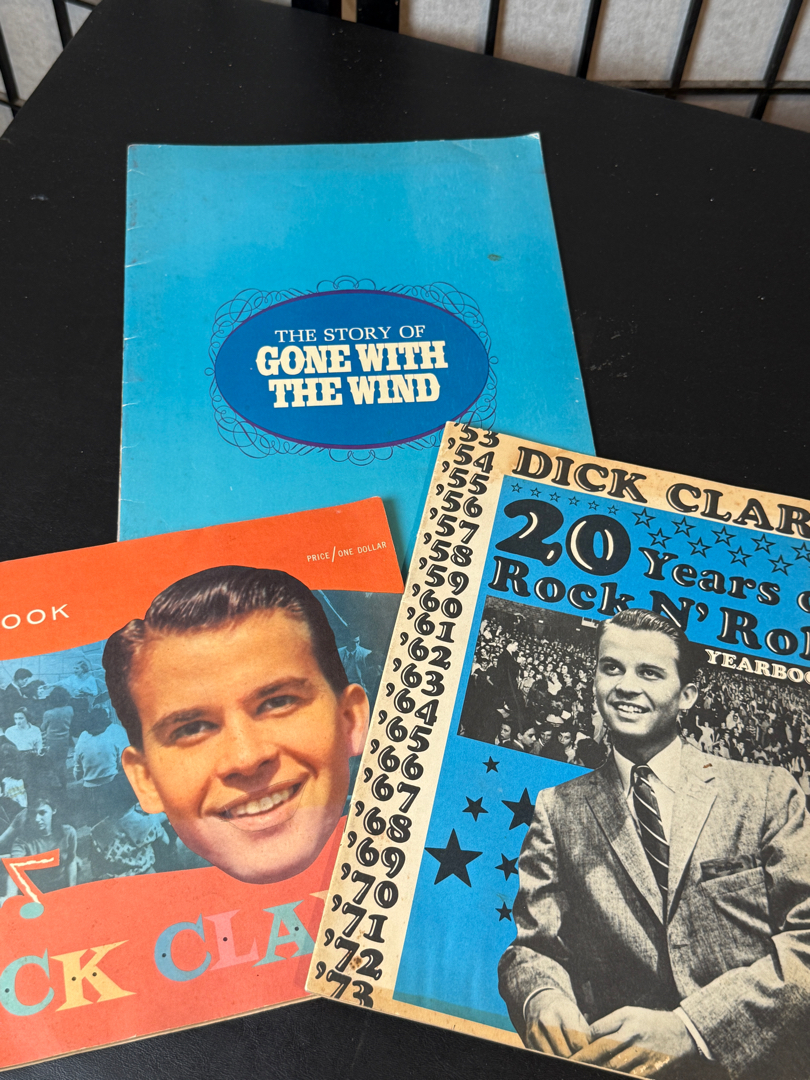 THE STORY OF
GONE WITH
THE WIND
PRICE/ONE DOLLAR
OOK
CK CLA
'53
'54
'55
'56
'57
'58
'59
'60
'61
'62
'63
'64
'65
'66
'67
'68
'69
'70
'71
'72
'73
DICK CLAR
20 Years o
Rock N' Rol
YEARBOO